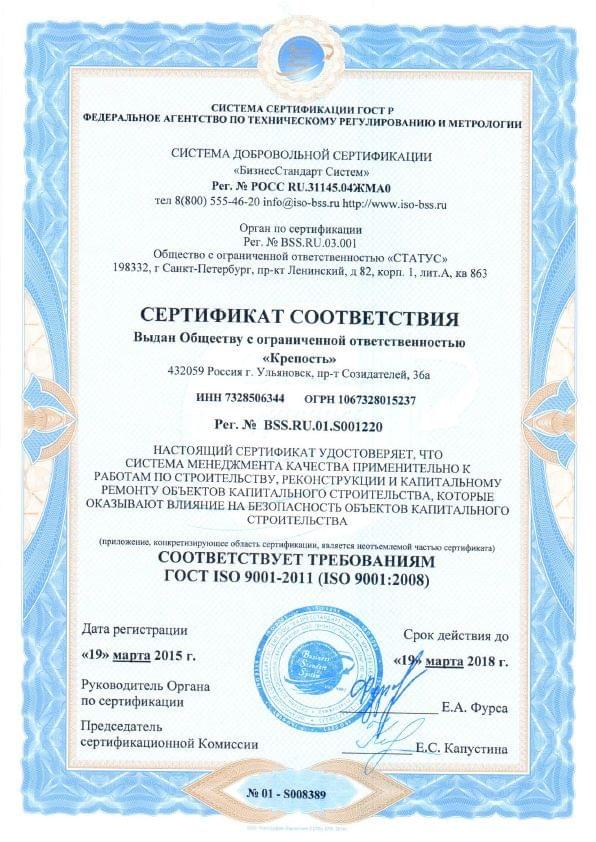 СИСТЕМА СЕРТИФИКАЦИИ ГОСТ Р
ФЕДЕРАЛЬНОЕ АГЕНТСТВО ПО ТЕХНИЧЕСКОМУ РЕГУЛИРОВАНИЮ И МЕТРОЛОГИИ
СИСТЕМА ДОБРОВОЛЬНОЙ СЕРТИФИКАЦИИ
«БизнесСтандарт Систем»
Рег. № РОСС RU.31145.04ЖМА0
тел 8(800) 555-46-20 info@iso-bss.ru http://www.iso-bss.ru
Орган по сертификации
Рег. № BSS.RU.03.001
Общество с ограниченной ответственностью «СТАТУС»
198332, г Санкт-Петербург, пр-кт Ленинский, д 82, корп. 1, лит.А, кв 863
СЕРТИФИКАТ СООТВЕТСТВИЯ
Выдан Обществу с ограниченной ответственностью
«Крепость»
432059 Россия г. Ульяновск, пр-т Созидателей, 36а
ИНН 7328506344 ОГРН 1067328015237
Рег. № BSS.RU.01.S001220
НАСТОЯЩИЙ СЕРТИФИКАТ УДОСТОВЕРЯЕТ, ЧТО
СИСТЕМА МЕНЕДЖМЕНТА КАЧЕСТВА ПРИМЕНИТЕЛЬНО К
РАБОТАМ ПО СТРОИТЕЛЬСТВУ, РЕКОНСТРУКЦИИ И КАПИТАЛЬНОМУ
РЕМОНТУ ОБЪЕКТОВ КАПИТАЛЬНОГО СТРОИТЕЛЬСТВА, КОТОРЫЕ
ОКАЗЫВАЮТ ВЛИЯНИЕ НА БЕЗОПАСНОСТЬ ОБЪЕКТОВ КАПИТАЛЬНОГО
СТРОИТЕЛЬСТВА
(приложение, конкретизирующее область сертификации, является неотъемлемой частью сертификата)
СООТВЕТСТВУЕТ ТРЕБОВАНИЯМ
ГОСТ ISO 9001-2011 (ISO 9001:2008)
Дата регистрации
«19» марта 2015 г.
Срок действия до
«19» марта 2018 г.
Business
Standard
System
Руководитель Органа
по сертификации
Е.А. Фурса
Председатель
сертификационной Комиссии
Е.С. Капустина
№ 01 - S008389